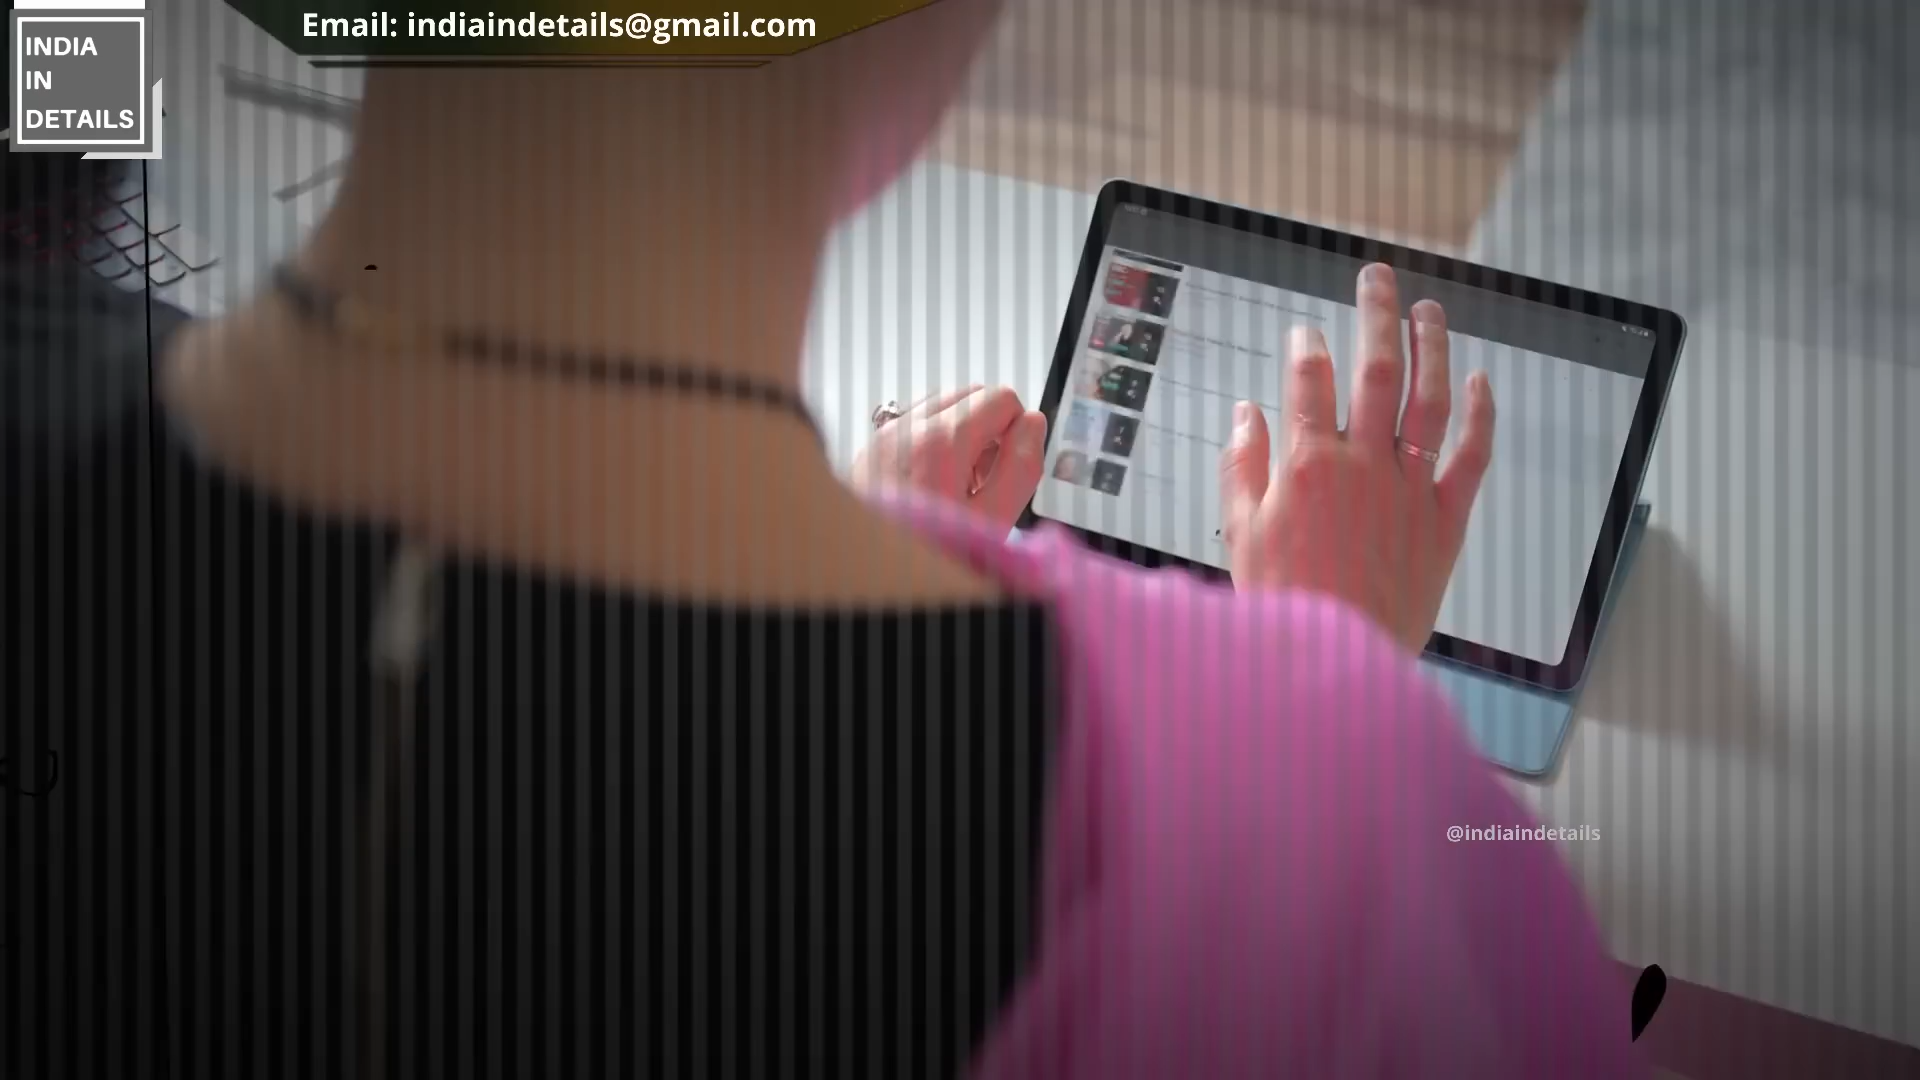 Email: indiaindetails@gmail.com
INDIA
IN
DETAILS
@indiaindetails